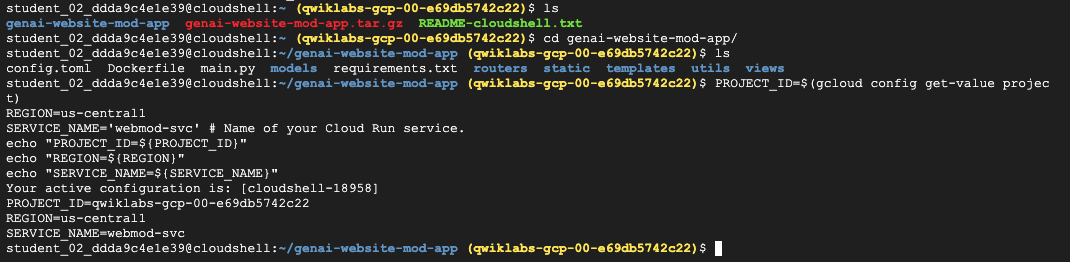 student_02_ddda9c4e1e39@cloudshell:~ (qwiklabs-gcp-00-e69db5742c22)$ ls
genai-website-mod-app  genai-website-mod-app.tar.gz  README-cloudshell.txt
student_02_ddda9c4e1e39@cloudshell:~ (qwiklabs-gcp-00-e69db5742c22)$ cd genai-website-mod-app/
student_02_ddda9c4e1e39@cloudshell:~/genai-website-mod-app (qwiklabs-gcp-00-e69db5742c22)$ ls
config.toml  Dockerfile  main.py  models  requirements.txt  routers  static  templates  utils  views
student_02_ddda9c4e1e39@cloudshell:~/genai-website-mod-app (qwiklabs-gcp-00-e69db5742c22)$ PROJECT_ID=$(gcloud config get-value projec
t)
REGION=us-central1
SERVICE_NAME='webmod-svc' # Name of your Cloud Run service.
echo "PROJECT_ID=${PROJECT_ID}"
echo "REGION=${REGION}"
echo "SERVICE_NAME=${SERVICE_NAME}"
Your active configuration is: [cloudshell-18958]
PROJECT_ID=qwiklabs-gcp-00-e69db5742c22
REGION=us-central1
SERVICE_NAME=webmod-svc
student_02_ddda9c4e1e39@cloudshell:~/genai-website-mod-app (qwiklabs-gcp-00-e69db5742c22)$